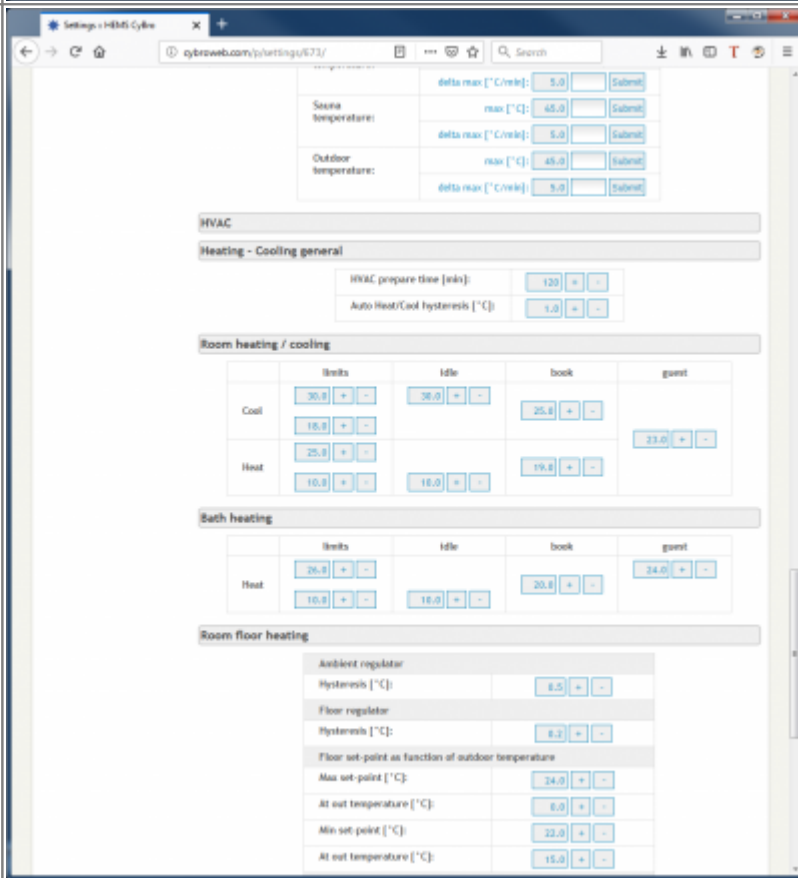 Settings :: HEMS CyBro
cybroweb.com/p/settings/673/
Search
temperature:
delta max [°C/min]: 5.0 Submit
Sauna temperature: max [°C]: 65.0 Submit
delta max [°C/min]: 5.0 Submit
Outdoor temperature: max [°C]: 45.0 Submit
delta max [°C/min]: 5.0 Submit
HVAC
Heating - Cooling general
HVAC prepare time [min]: 120 + -
Auto Heat/Cool hysteresis [°C]: 1.0 + -
Room heating / cooling
limits idle book guest
30.0 + - 30.0 + -
Cool 25.0 + -
18.0 + -
23.0 + -
25.0 + -
Heat 19.0 + -
10.0 + - 10.0 + -
Bath heating
limits idle book guest
26.0 + - 24.0 + -
Heat 20.0 + -
10.0 + - 10.0 + -
Room floor heating
Ambient regulator
Hysteresis [°C]: 0.5 + -
Floor regulator
Hysteresis [°C]: 0.2 + -
Floor set-point as function of outdoor temperature
Max set-point [°C]: 24.0 + -
At out temperature [°C]: 0.0 + -
Min set-point [°C]: 22.0 + -
At out temperature [°C]: 15.0 + -